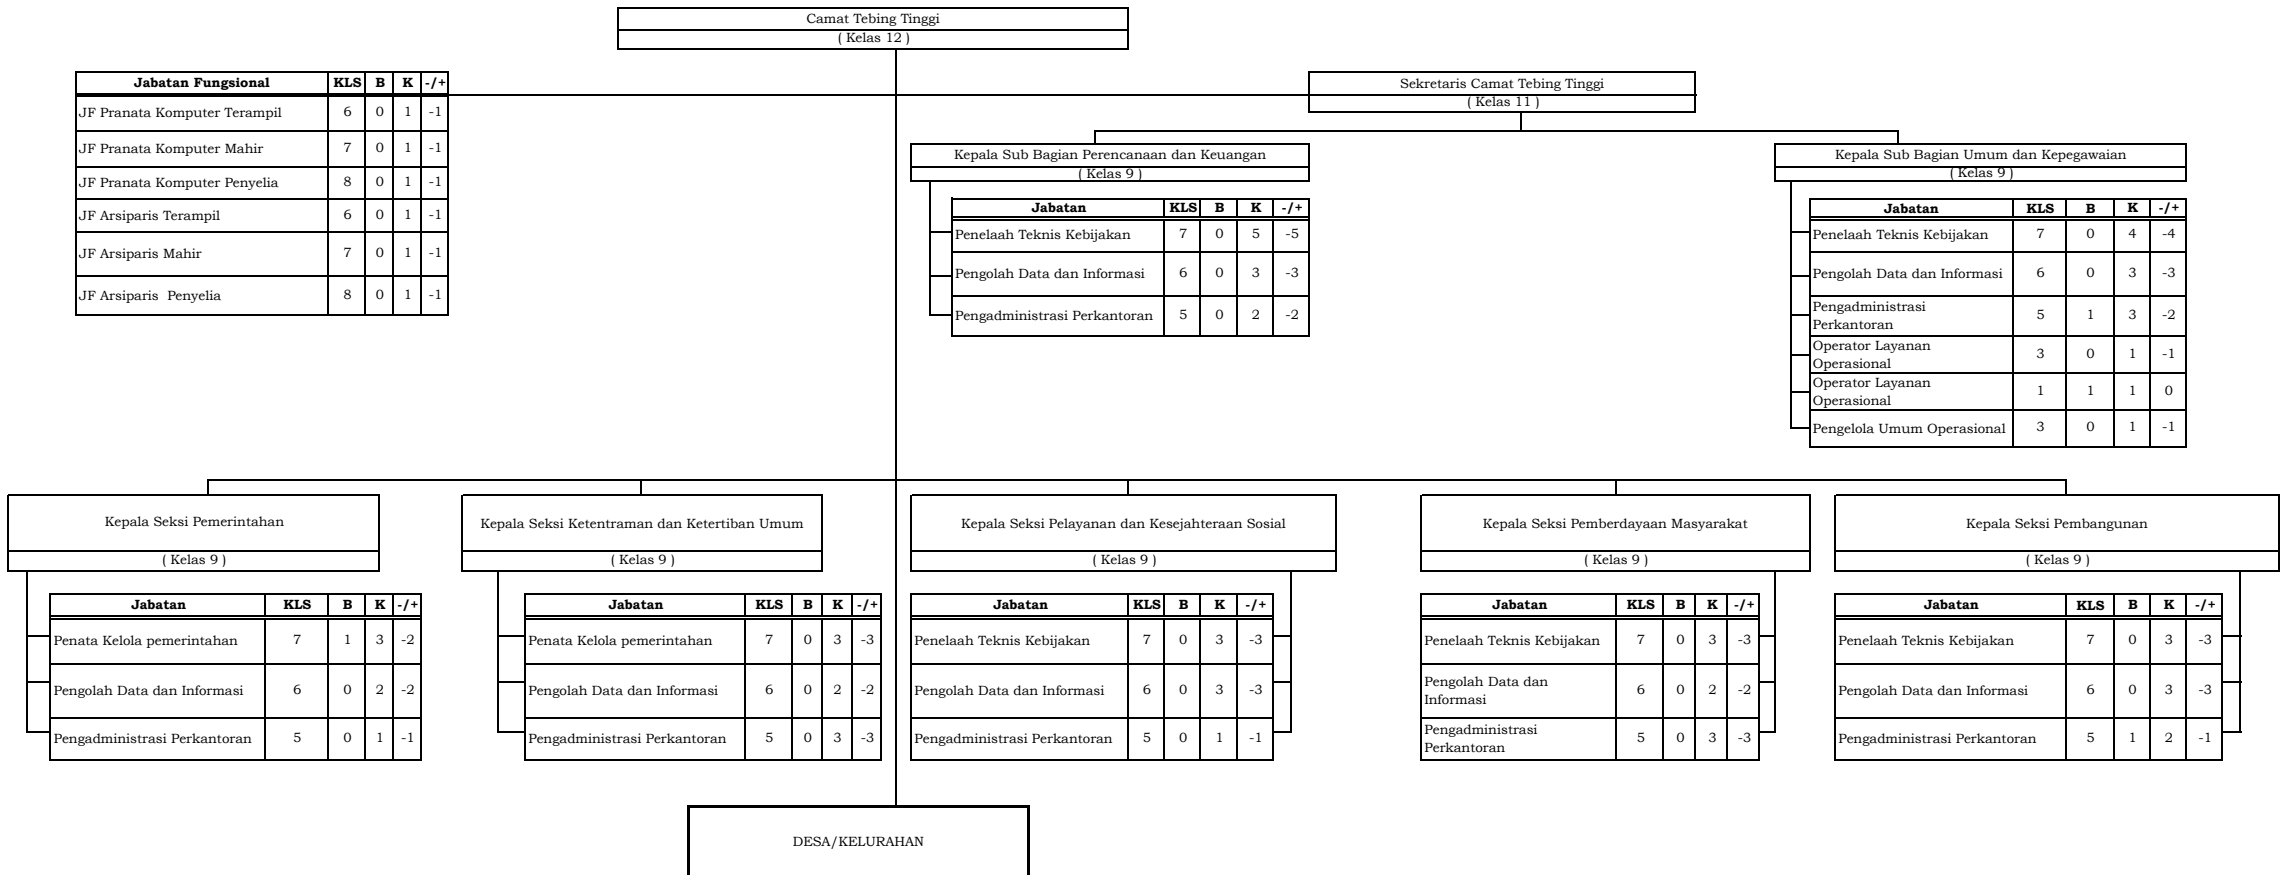 Camat Tebing Tinggi
( Kelas 12 )
Jabatan Fungsional KLS B K -/+
JF Pranata Komputer Terampil 6 0 1 -1
JF Pranata Komputer Mahir 7 0 1 -1
JF Pranata Komputer Penyelia 8 0 1 -1
JF Arsiparis Terampil 6 0 1 -1
JF Arsiparis Mahir 7 0 1 -1
JF Arsiparis Penyelia 8 0 1 -1
Sekretaris Camat Tebing Tinggi
( Kelas 11 )
Kepala Sub Bagian Perencanaan dan Keuangan
( Kelas 9 )
Jabatan KLS B K -/+
Penelaah Teknis Kebijakan 7 0 5 -5
Pengolah Data dan Informasi 6 0 3 -3
Pengadministrasi Perkantoran 5 0 2 -2
Kepala Sub Bagian Umum dan Kepegawaian
( Kelas 9 )
Jabatan KLS B K -/+
Penelaah Teknis Kebijakan 7 0 4 -4
Pengolah Data dan Informasi 6 0 3 -3
Pengadministrasi
Perkantoran 5 1 3 -2
Operator Layanan
Operasional 3 0 1 -1
Operator Layanan
Operasional 1 1 1 0
Pengelola Umum Operasional 3 0 1 -1
Kepala Seksi Pemerintahan
( Kelas 9 )
Jabatan KLS B K -/+
Penata Kelola pemerintahan 7 1 3 -2
Pengolah Data dan Informasi 6 0 2 -2
Pengadministrasi Perkantoran 5 0 1 -1
Kepala Seksi Ketentraman dan Ketertiban Umum
( Kelas 9 )
Jabatan KLS B K -/+
Penata Kelola pemerintahan 7 0 3 -3
Pengolah Data dan Informasi 6 0 2 -2
Pengadministrasi Perkantoran 5 0 3 -3
Kepala Seksi Pelayanan dan Kesejahteraan Sosial
( Kelas 9 )
Jabatan KLS B K -/+
Penelaah Teknis Kebijakan 7 0 3 -3
Pengolah Data dan Informasi 6 0 3 -3
Pengadministrasi Perkantoran 5 0 1 -1
Kepala Seksi Pemberdayaan Masyarakat
( Kelas 9 )
Jabatan KLS B K -/+
Penelaah Teknis Kebijakan 7 0 3 -3
Pengolah Data dan
Informasi 6 0 2 -2
Pengadministrasi
Perkantoran 5 0 3 -3
Kepala Seksi Pembangunan
( Kelas 9 )
Jabatan KLS B K -/+
Penelaah Teknis Kebijakan 7 0 3 -3
Pengolah Data dan Informasi 6 0 3 -3
Pengadministrasi Perkantoran 5 1 2 -1
DESA/KELURAHAN